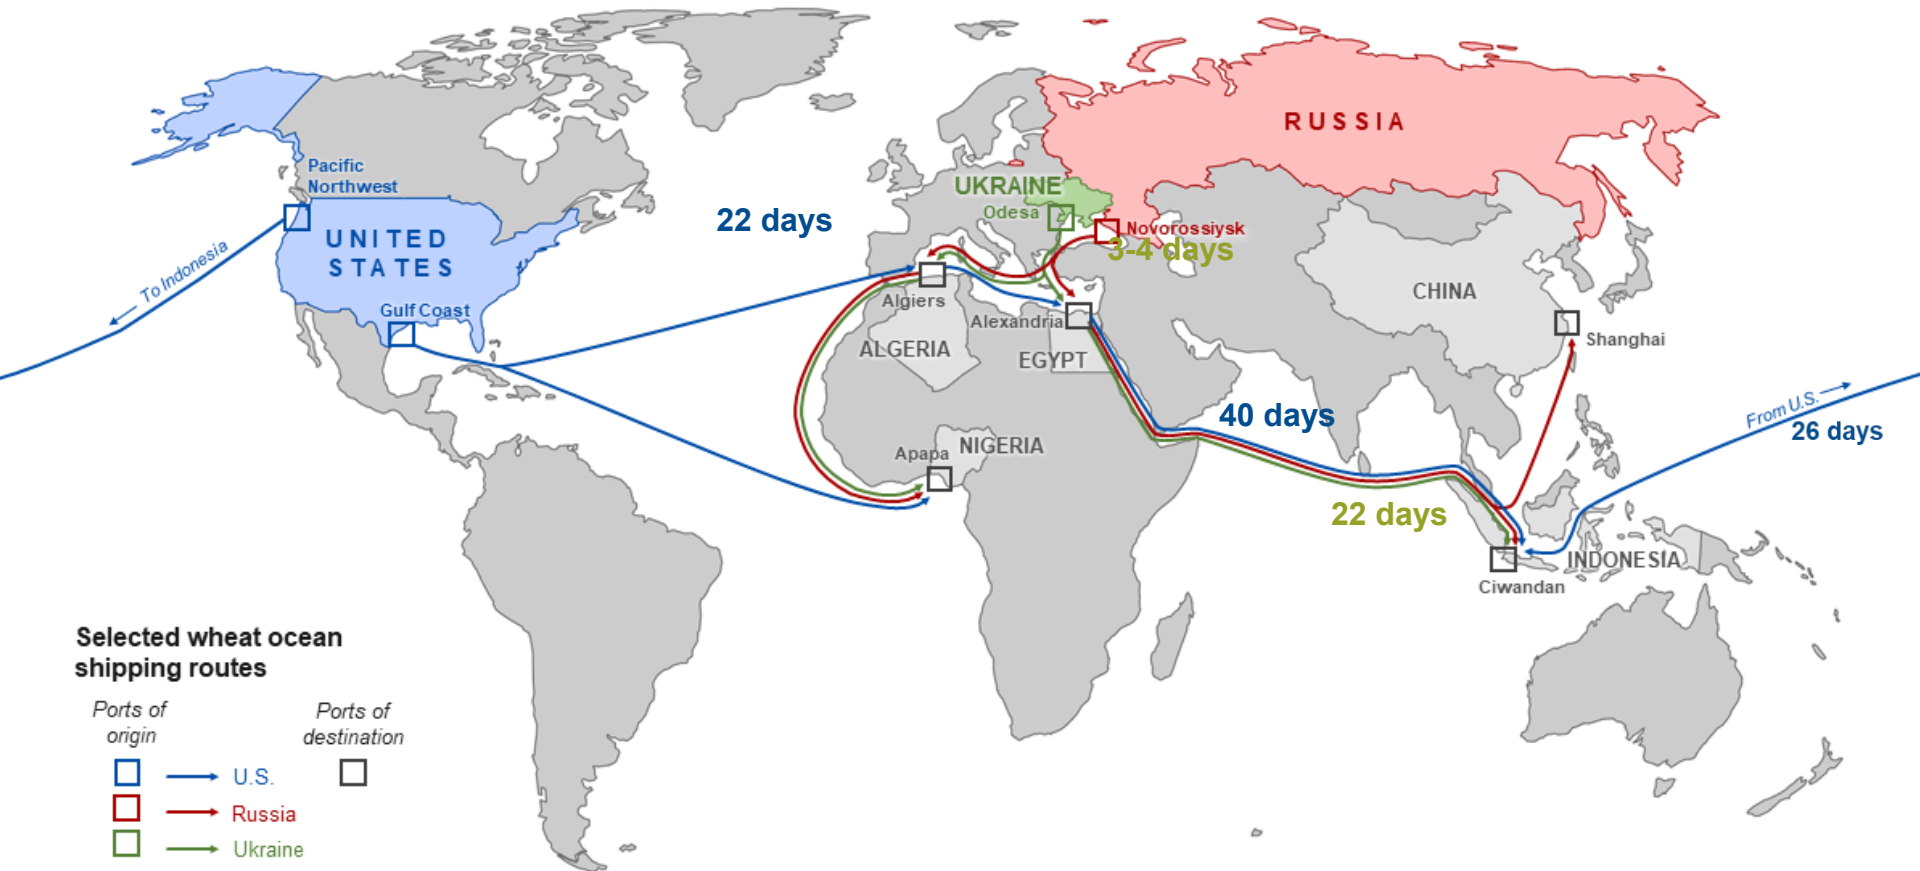 RUSSIA
Pacific
Northwest
UKRAINE
Odesa
22 days
Novorossiysk
3-4 days
UNITED
STATES
To Indonesia
Gulf Coast
Algiers
Alexandria
ALGERIA
EGYPT
CHINA
Shanghai
40 days
From U.S.
26 days
Apapa
NIGERIA
22 days
INDONESIA
Ciwandan
Selected wheat ocean
shipping routes
Ports of
origin
Ports of
destination
U.S.
Russia
Ukraine